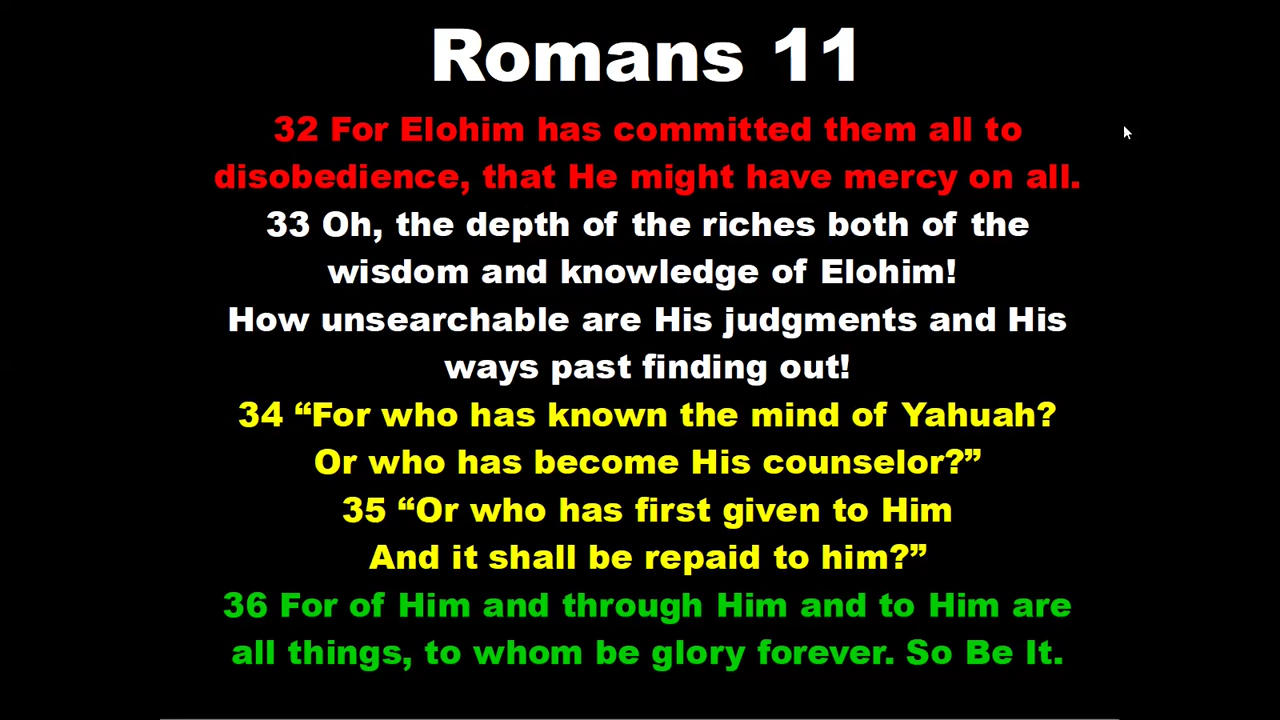 Romans 11
32 For Elohim has committed them all to
disobedience, that He might have mercy on all.
33 Oh, the depth of the riches both of the
wisdom and knowledge of Elohim!
How unsearchable are His judgments and His
ways past finding out!
34 “For who has known the mind of Yahuah?
Or who has become His counselor?”
35 “Or who has first given to Him
And it shall be repaid to him?”
36 For of Him and through Him and to Him are
all things, to whom be glory forever. So Be It.